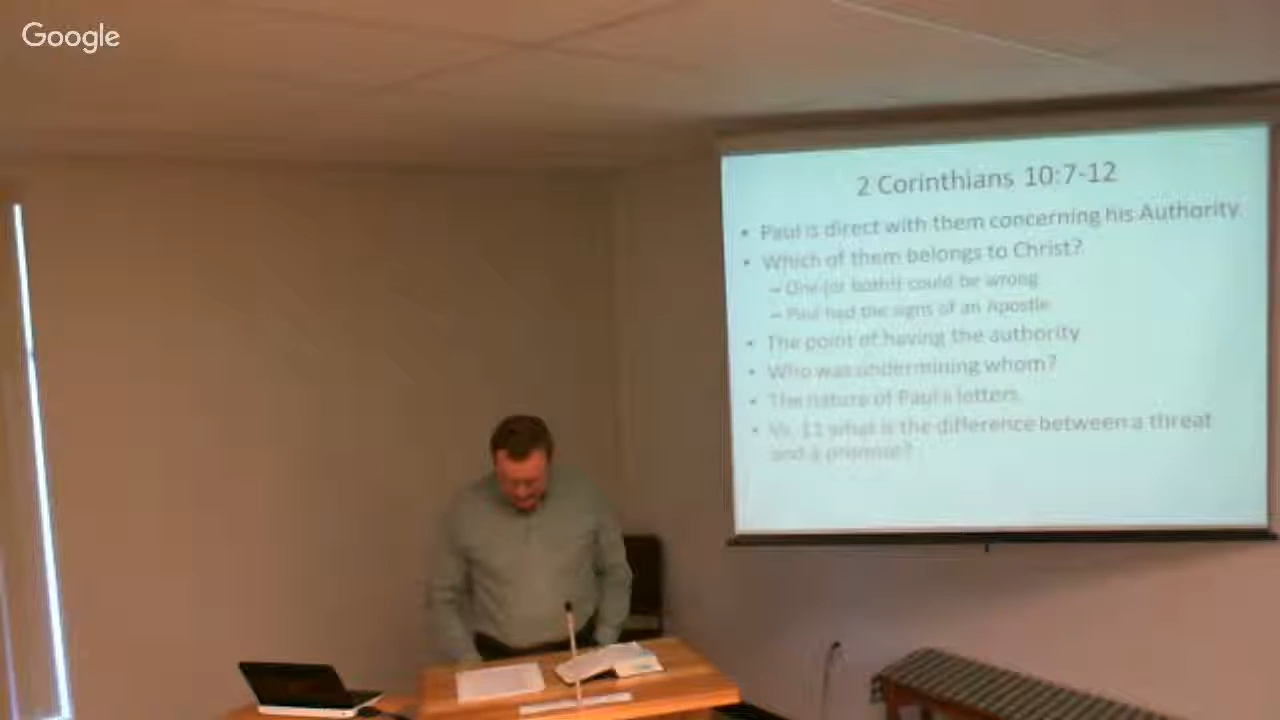 Google
2 Corinthians 10:7-12
• Paul is direct with them concerning his Authority.
• Which of them belongs to Christ?
– One (or both!) could be wrong
– Paul had the signs of an Apostle
• The point of having the authority
• Who was undermining whom?
• The nature of Paul's letters.
• Vs. 11 what is the difference between a threat
and a promise?